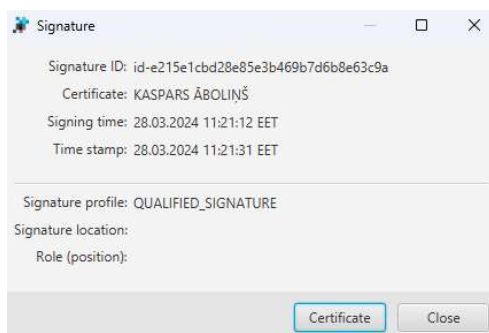 Signature
Signature ID: id-e215e1cbd28e85e3b469b7d6b8e63c9a
Certificate: KASPARS ĀBOLIŅŠ
Signing time: 28.03.2024 11:21:12 EET
Time stamp: 28.03.2024 11:21:31 EET
Signature profile: QUALIFIED_SIGNATURE
Signature location:
Role (position):
Certificate Close